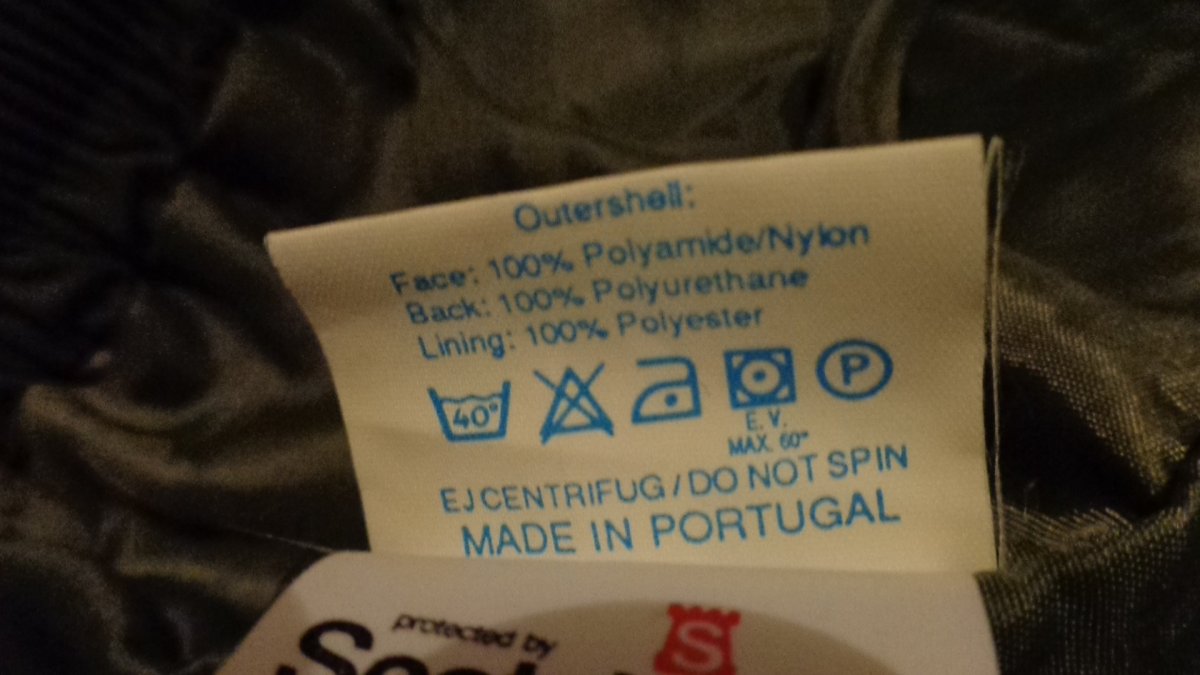 Outershell:
Face: 100% Polyamide/Nylon
Back: 100% Polyurethane
Lining: 100% Polyester
40° P
E. V.
MAX. 60°
EJ CENTRIFUG / DO NOT SPIN
MADE IN PORTUGAL
protected by
S